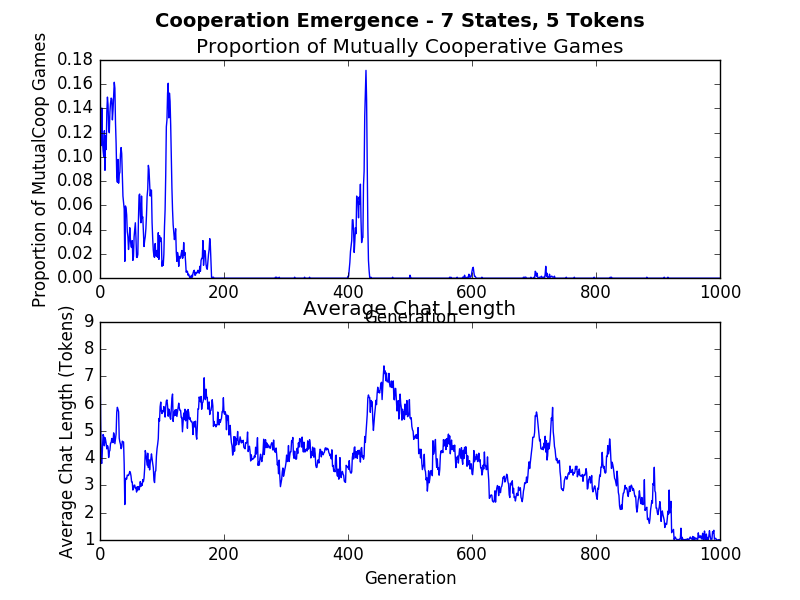 Cooperation Emergence - 7 States, 5 Tokens
Proportion of Mutually Cooperative Games
Proportion of MutualCoop Games
0.18
0.16
0.14
0.12
0.10
0.08
0.06
0.04
0.02
0.00
0 200 400 600 800 1000
Generation
Average Chat Length
Average Chat Length (Tokens)
9
8
7
6
5
4
3
2
1
0 200 400 600 800 1000
Generation